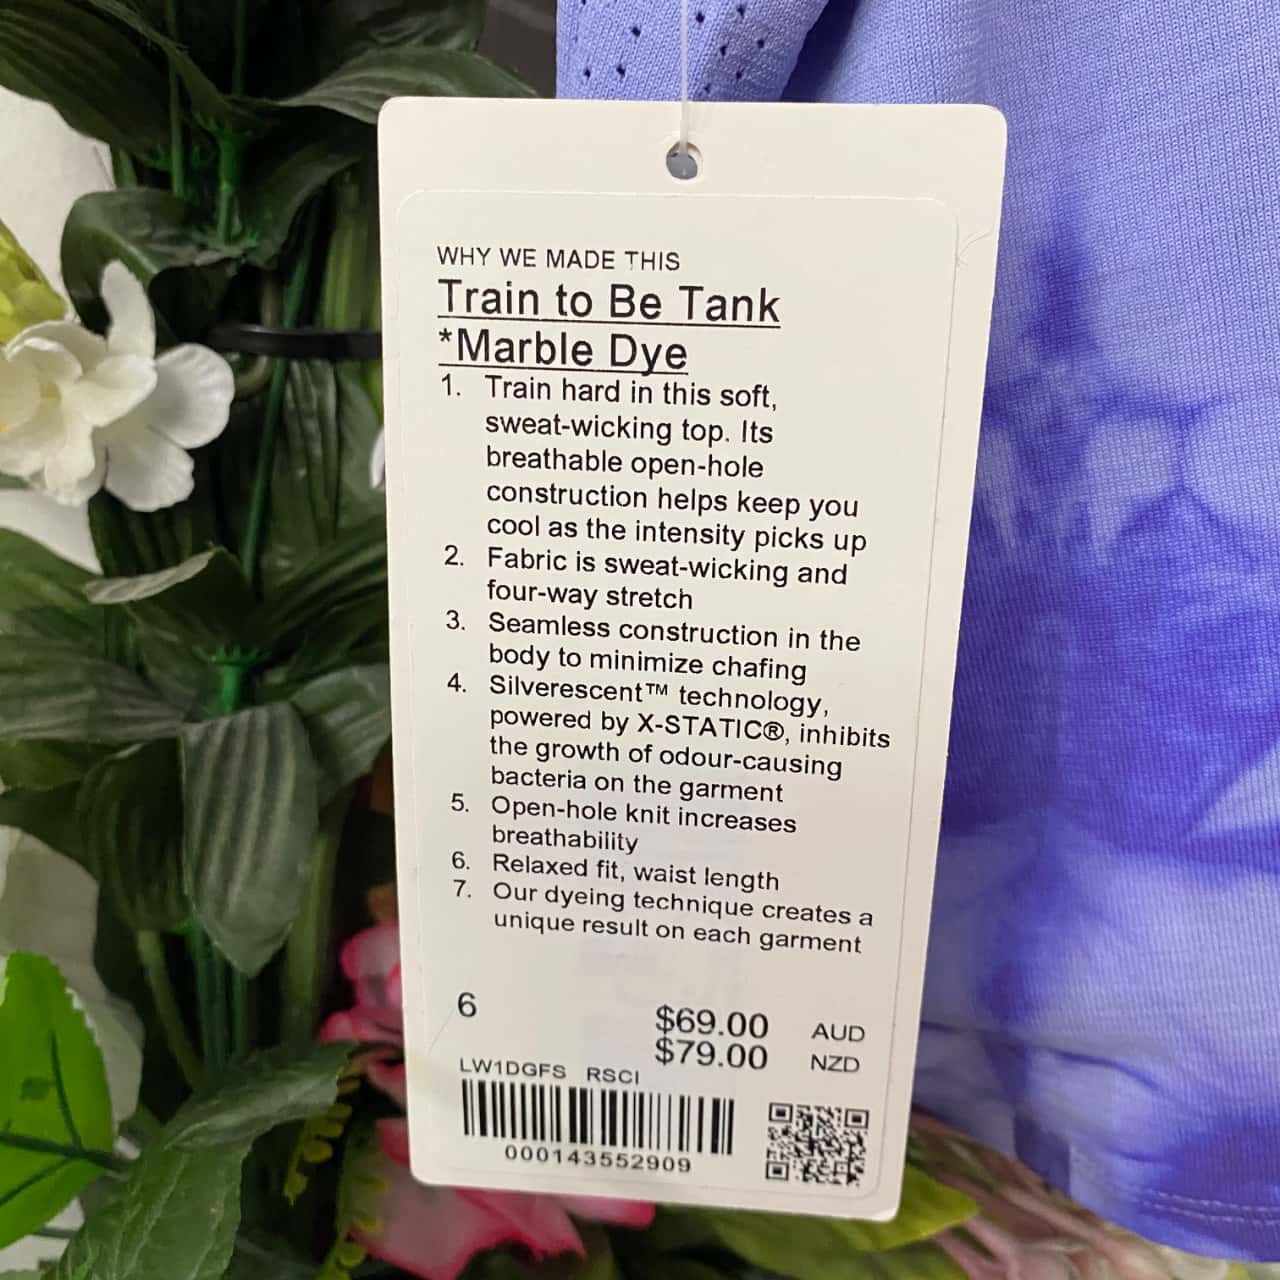 WHY WE MADE THIS
Train to Be Tank
*Marble Dye
1. Train hard in this soft,
sweat-wicking top. Its
breathable open-hole
construction helps keep you
cool as the intensity picks up
2. Fabric is sweat-wicking and
four-way stretch
3. Seamless construction in the
body to minimize chafing
4. Silverescent™ technology,
powered by X-STATIC®, inhibits
the growth of odour-causing
bacteria on the garment
5. Open-hole knit increases
breathability
6. Relaxed fit, waist length
7. Our dyeing technique creates a
unique result on each garment
6 $69.00 AUD
$79.00 NZD
LW1DGFS RSCI
000143552909